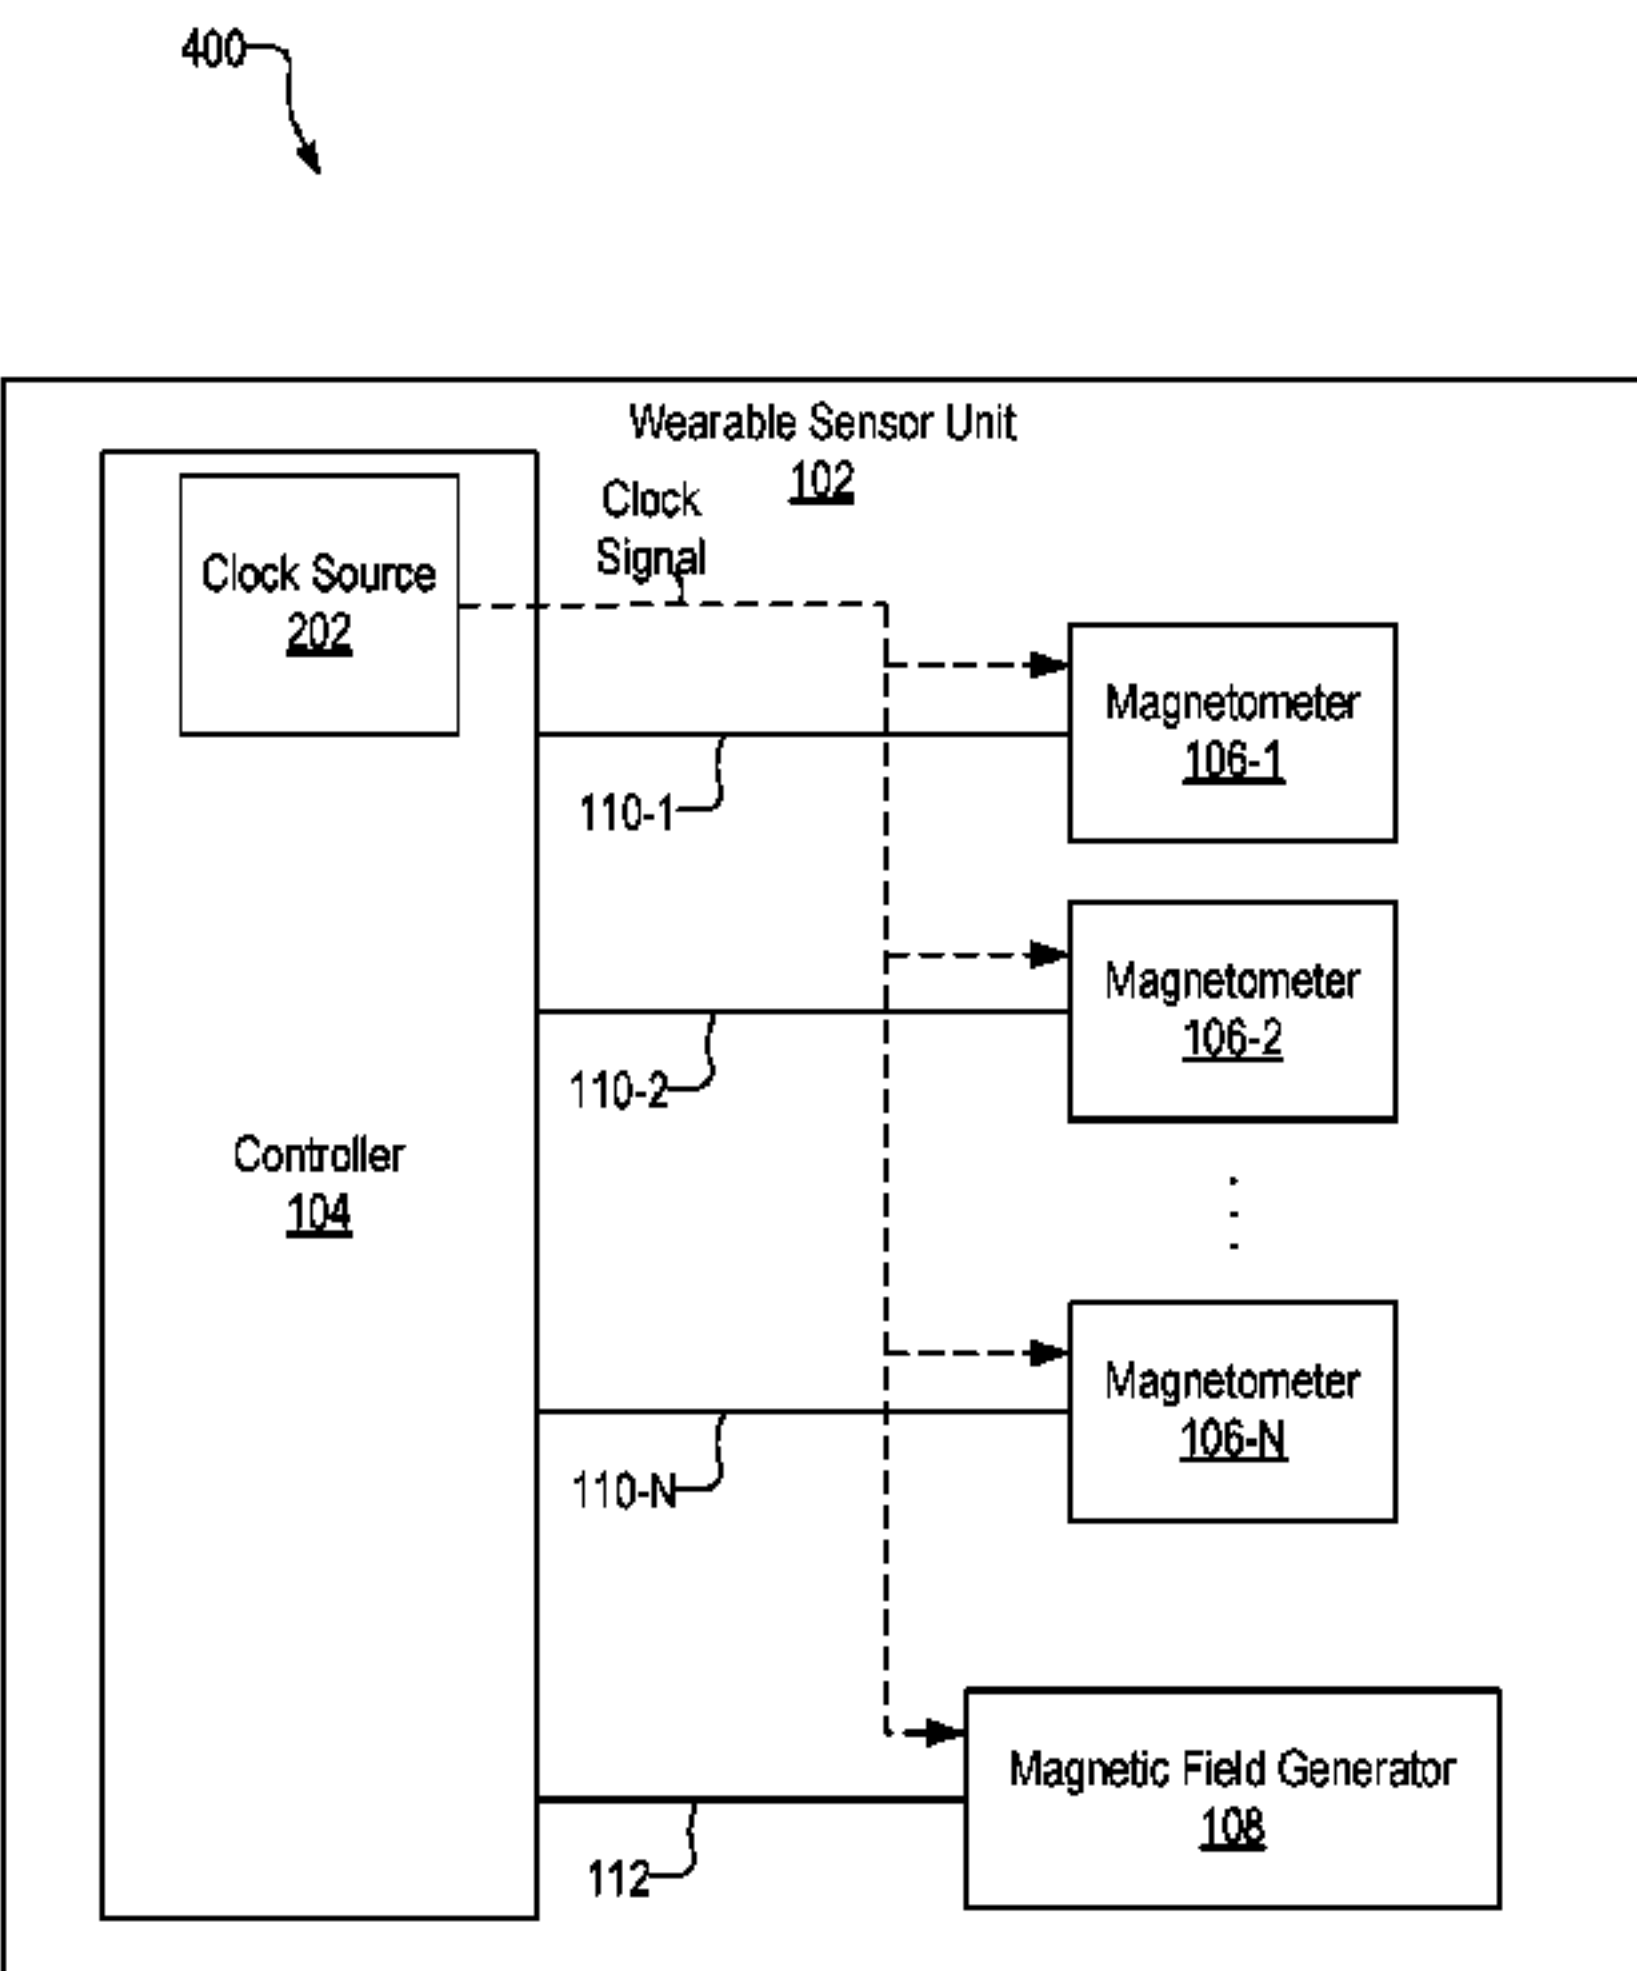 400
Wearable Sensor Unit
102
Clock
Signal
Clock Source
202
Magnetometer
106-1
110-1
Magnetometer
106-2
110-2
Controller
104
Magnetometer
106-N
110-N
Magnetic Field Generator
108
112